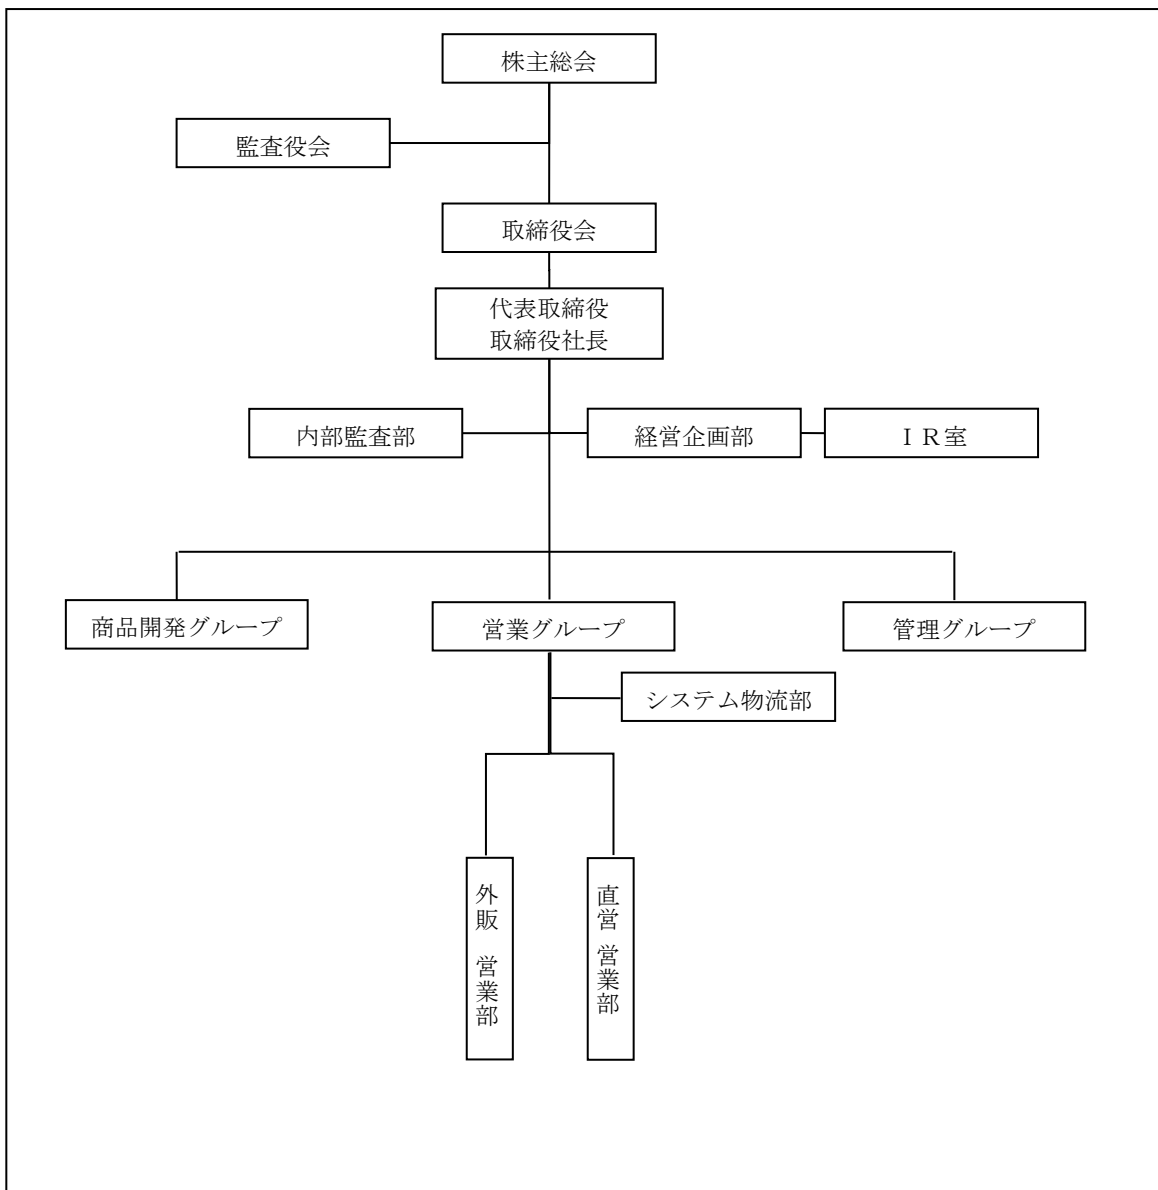 株主総会
監査役会
取締役会
代表取締役
取締役社長
内部監査部
経営企画部
ＩＲ室
商品開発グループ
営業グループ
管理グループ
システム物流部
外販 営業部
直営 営業部